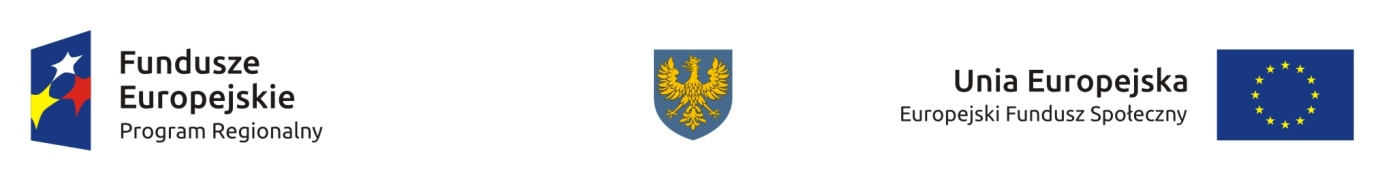 Fundusze
Europejskie
Program Regionalny
Unia Europejska
Europejski Fundusz Społeczny